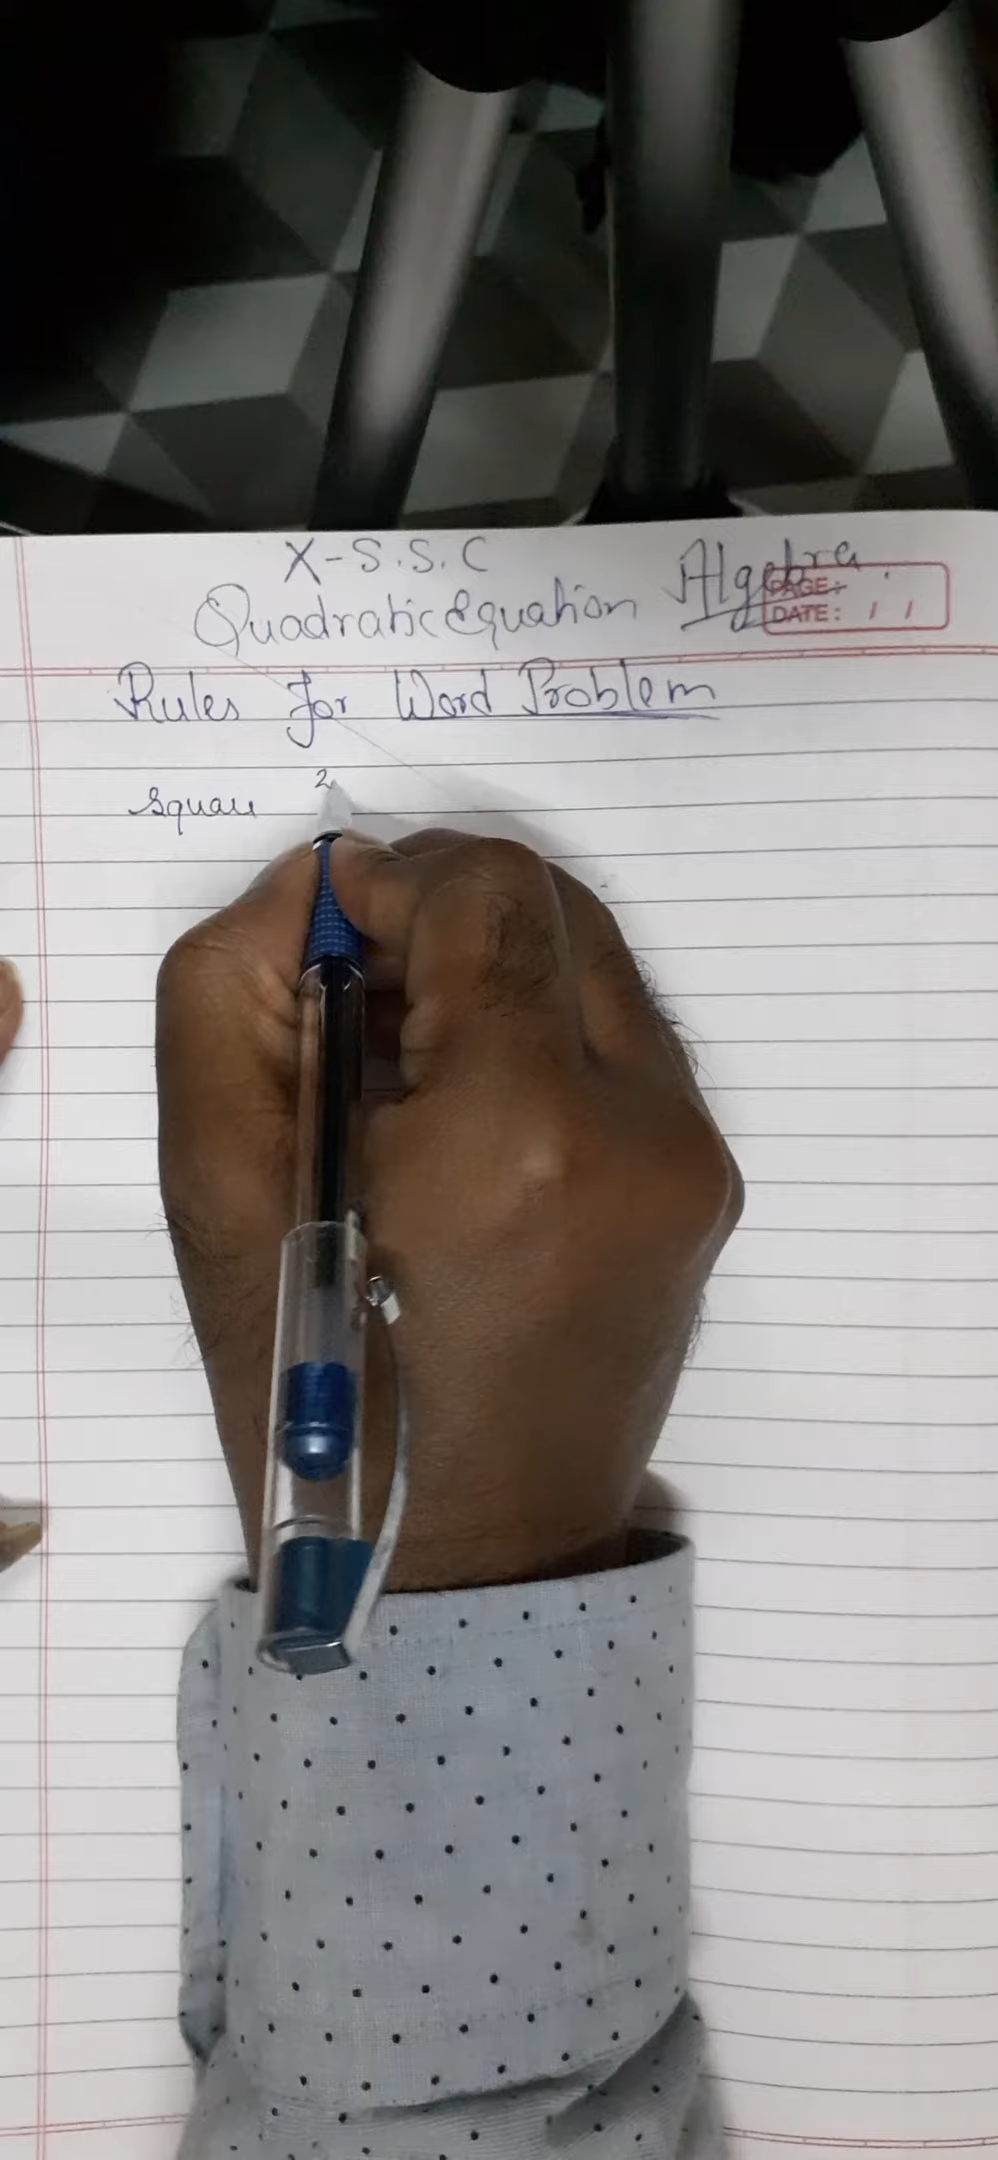 X-S.S.C
Quadratic Equation Algebra
PAGE:
DATE: / /
Rules for Word Problem
Square 2